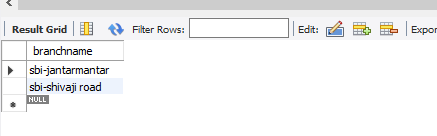 Result Grid Filter Rows: Edit: Expor
branchname
sbi-jantarmantar
sbi-shivaji road
NULL